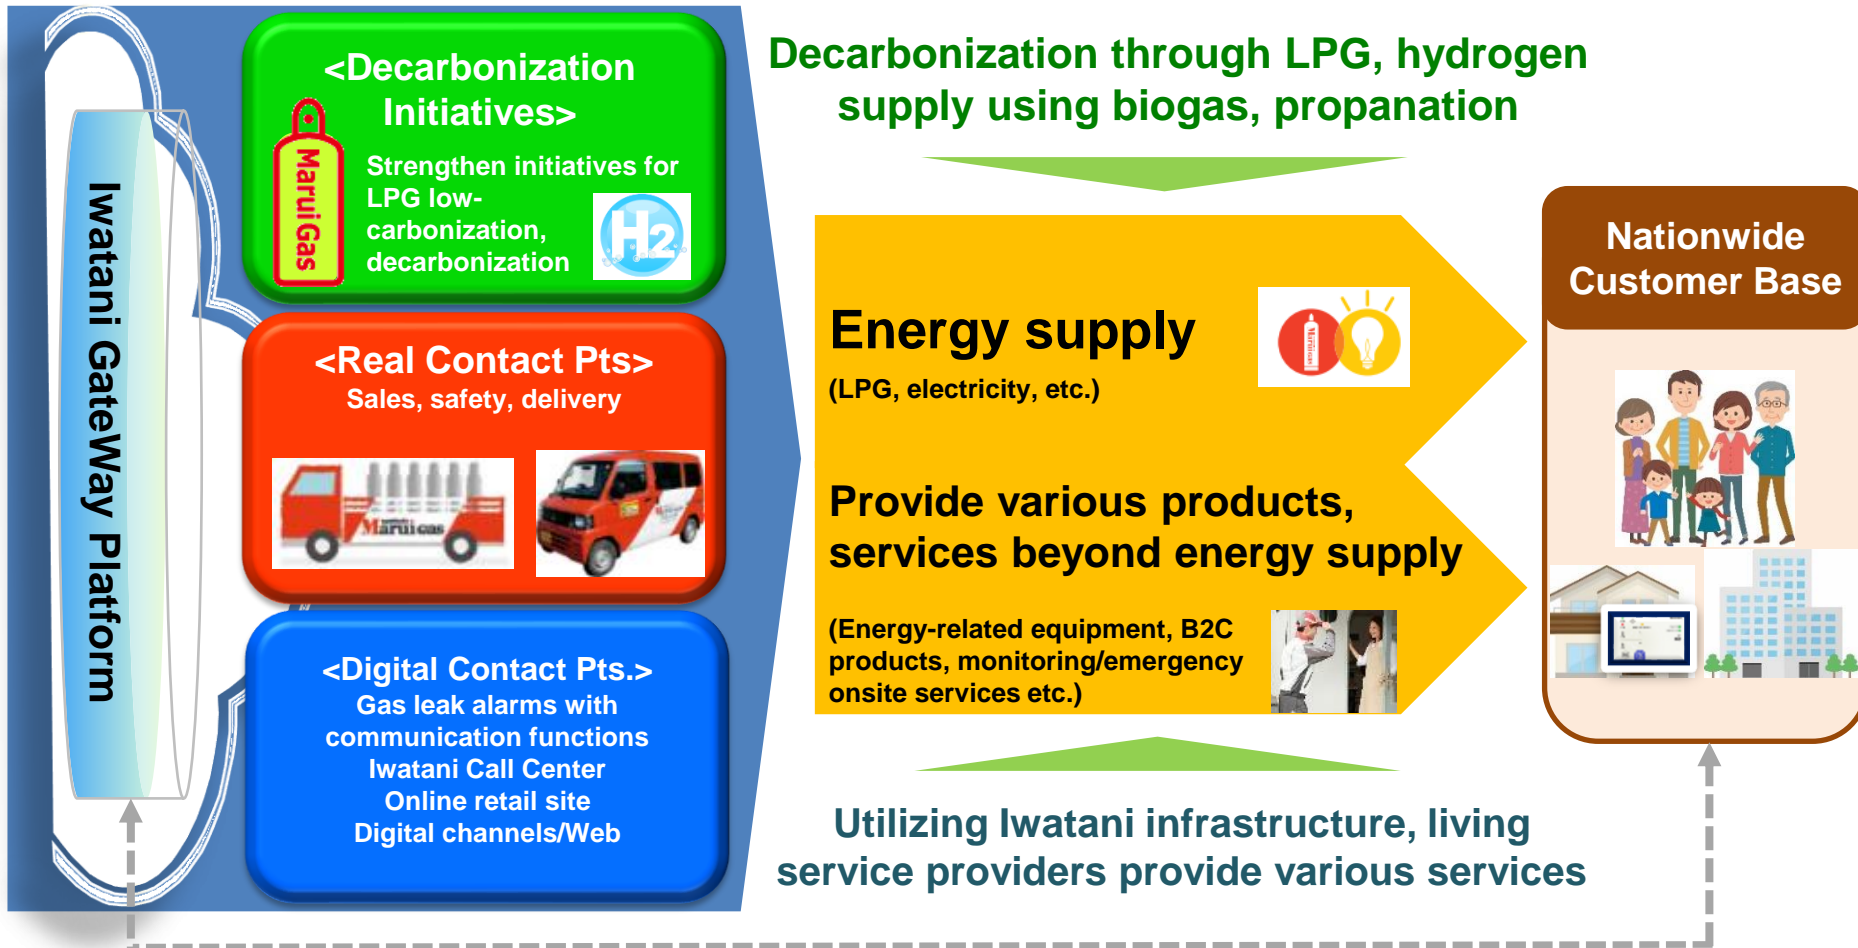 Iwatani GateWay Platform
<Decarbonization
Initiatives>
Marui Gas
Strengthen initiatives for
LPG low-
carbonization,
decarbonization
H2
<Real Contact Pts>
Sales, safety, delivery
Marui gas
<Digital Contact Pts.>
Gas leak alarms with
communication functions
Iwatani Call Center
Online retail site
Digital channels/Web
Decarbonization through LPG, hydrogen
supply using biogas, propanation
Energy supply
(LPG, electricity, etc.)
Provide various products,
services beyond energy supply
(Energy-related equipment, B2C
products, monitoring/emergency
onsite services etc.)
Utilizing Iwatani infrastructure, living
service providers provide various services
Nationwide
Customer Base